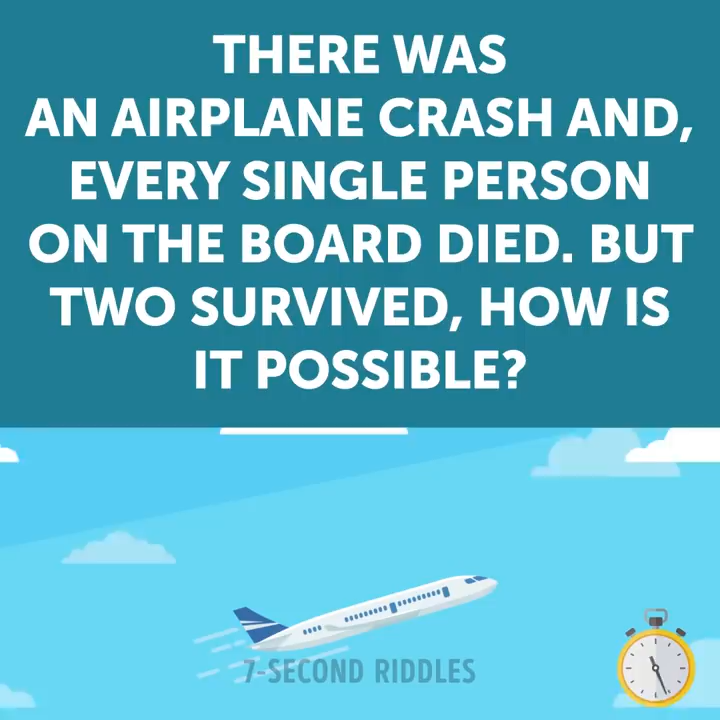 THERE WAS
AN AIRPLANE CRASH AND,
EVERY SINGLE PERSON
ON THE BOARD DIED. BUT
TWO SURVIVED, HOW IS
IT POSSIBLE?
7-SECOND RIDDLES